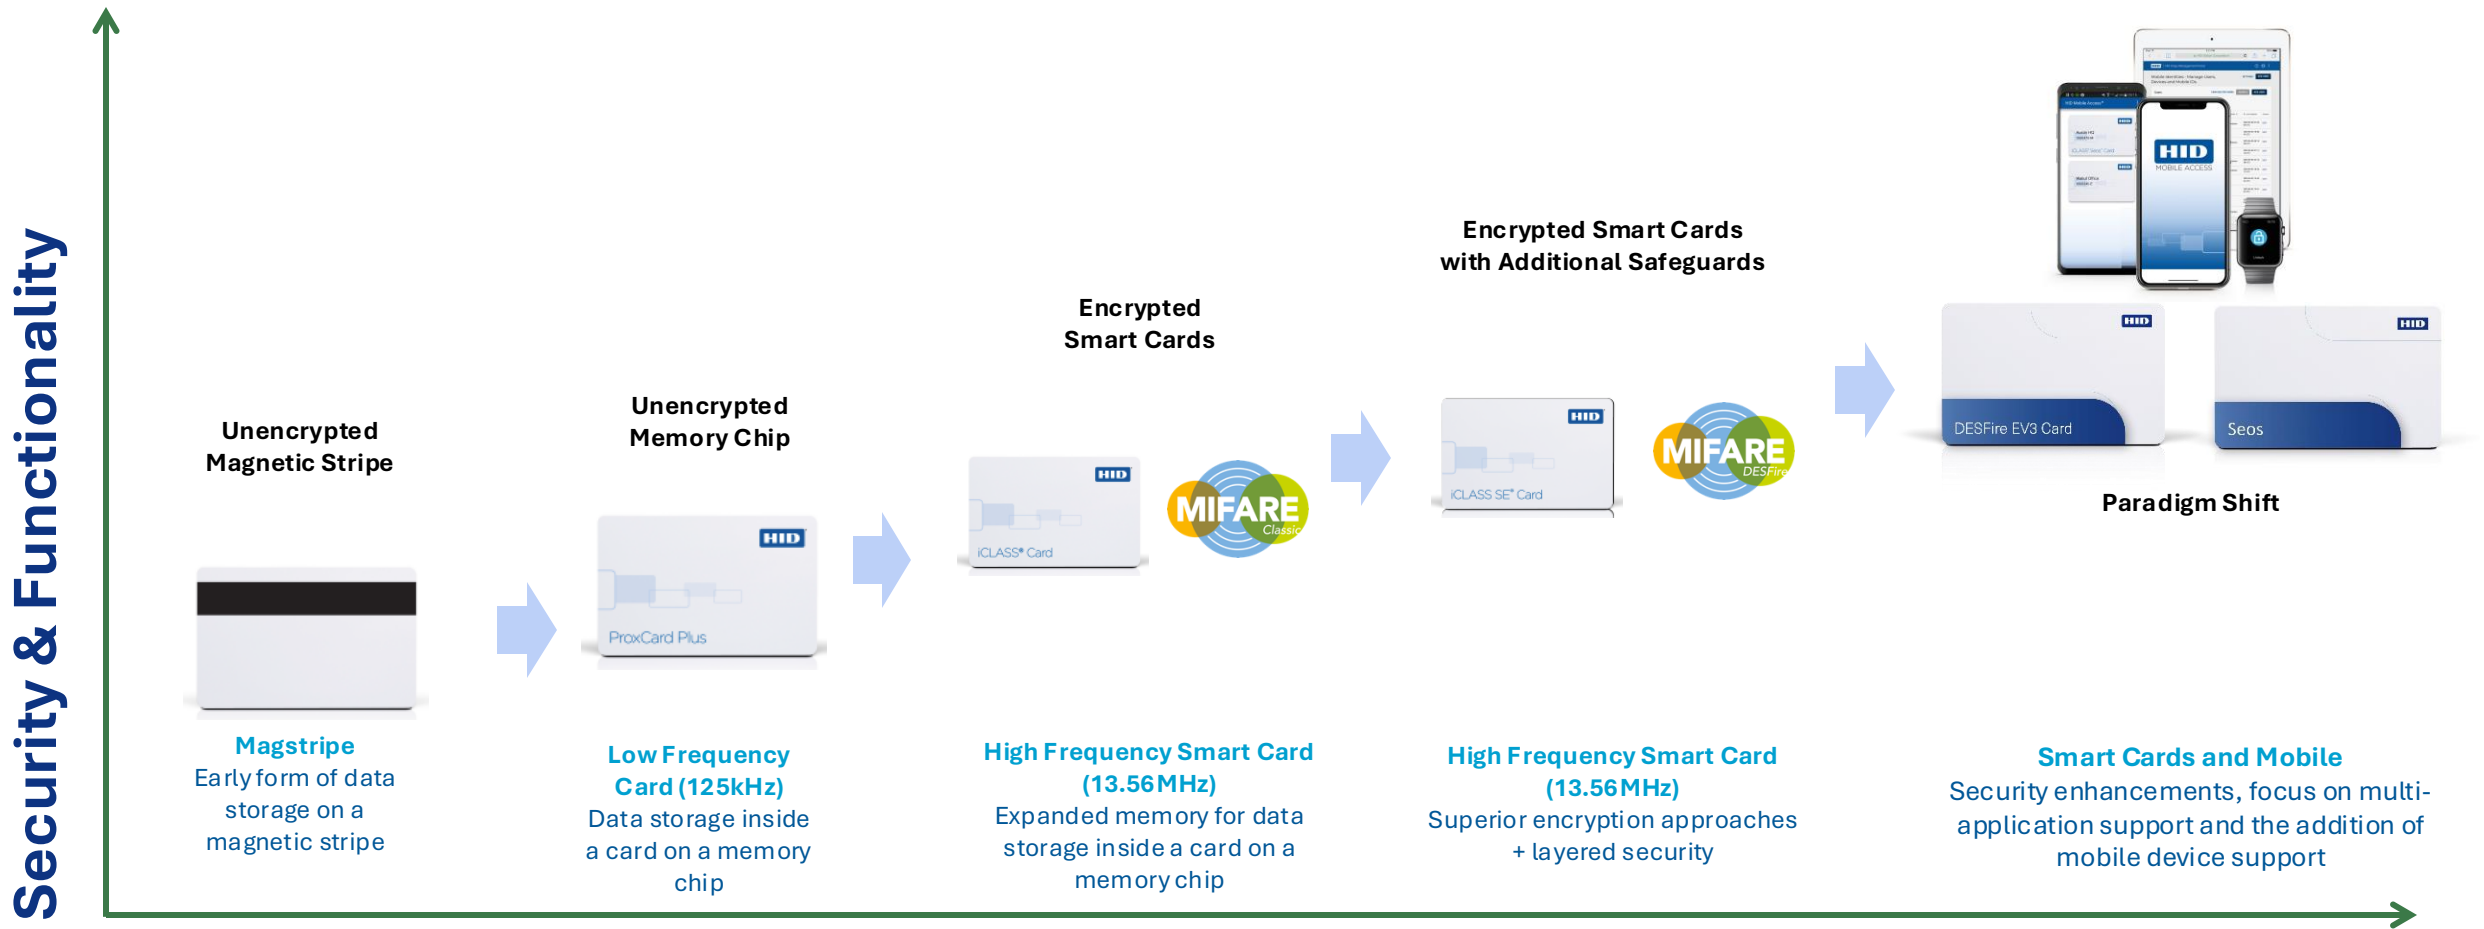 Security & Functionality
Unencrypted
Magnetic Stripe
Magstripe
Early form of data
storage on a
magnetic stripe
Unencrypted
Memory Chip
HID
ProxCard Plus
Low Frequency
Card (125kHz)
Data storage inside
a card on a memory
chip
Encrypted
Smart Cards
HID
iCLASS® Card
MIFARE
Classic
High Frequency Smart Card
(13.56MHz)
Expanded memory for data
storage inside a card on a
memory chip
Encrypted Smart Cards
with Additional Safeguards
HID
iCLASS SE® Card
MIFARE
DESFire
High Frequency Smart Card
(13.56MHz)
Superior encryption approaches
+ layered security
HID Mobile Access®
HID
MOBILE ACCESS
HID
DESFire EV3 Card
HID
Seos
Paradigm Shift
Smart Cards and Mobile
Security enhancements, focus on multi-
application support and the addition of
mobile device support